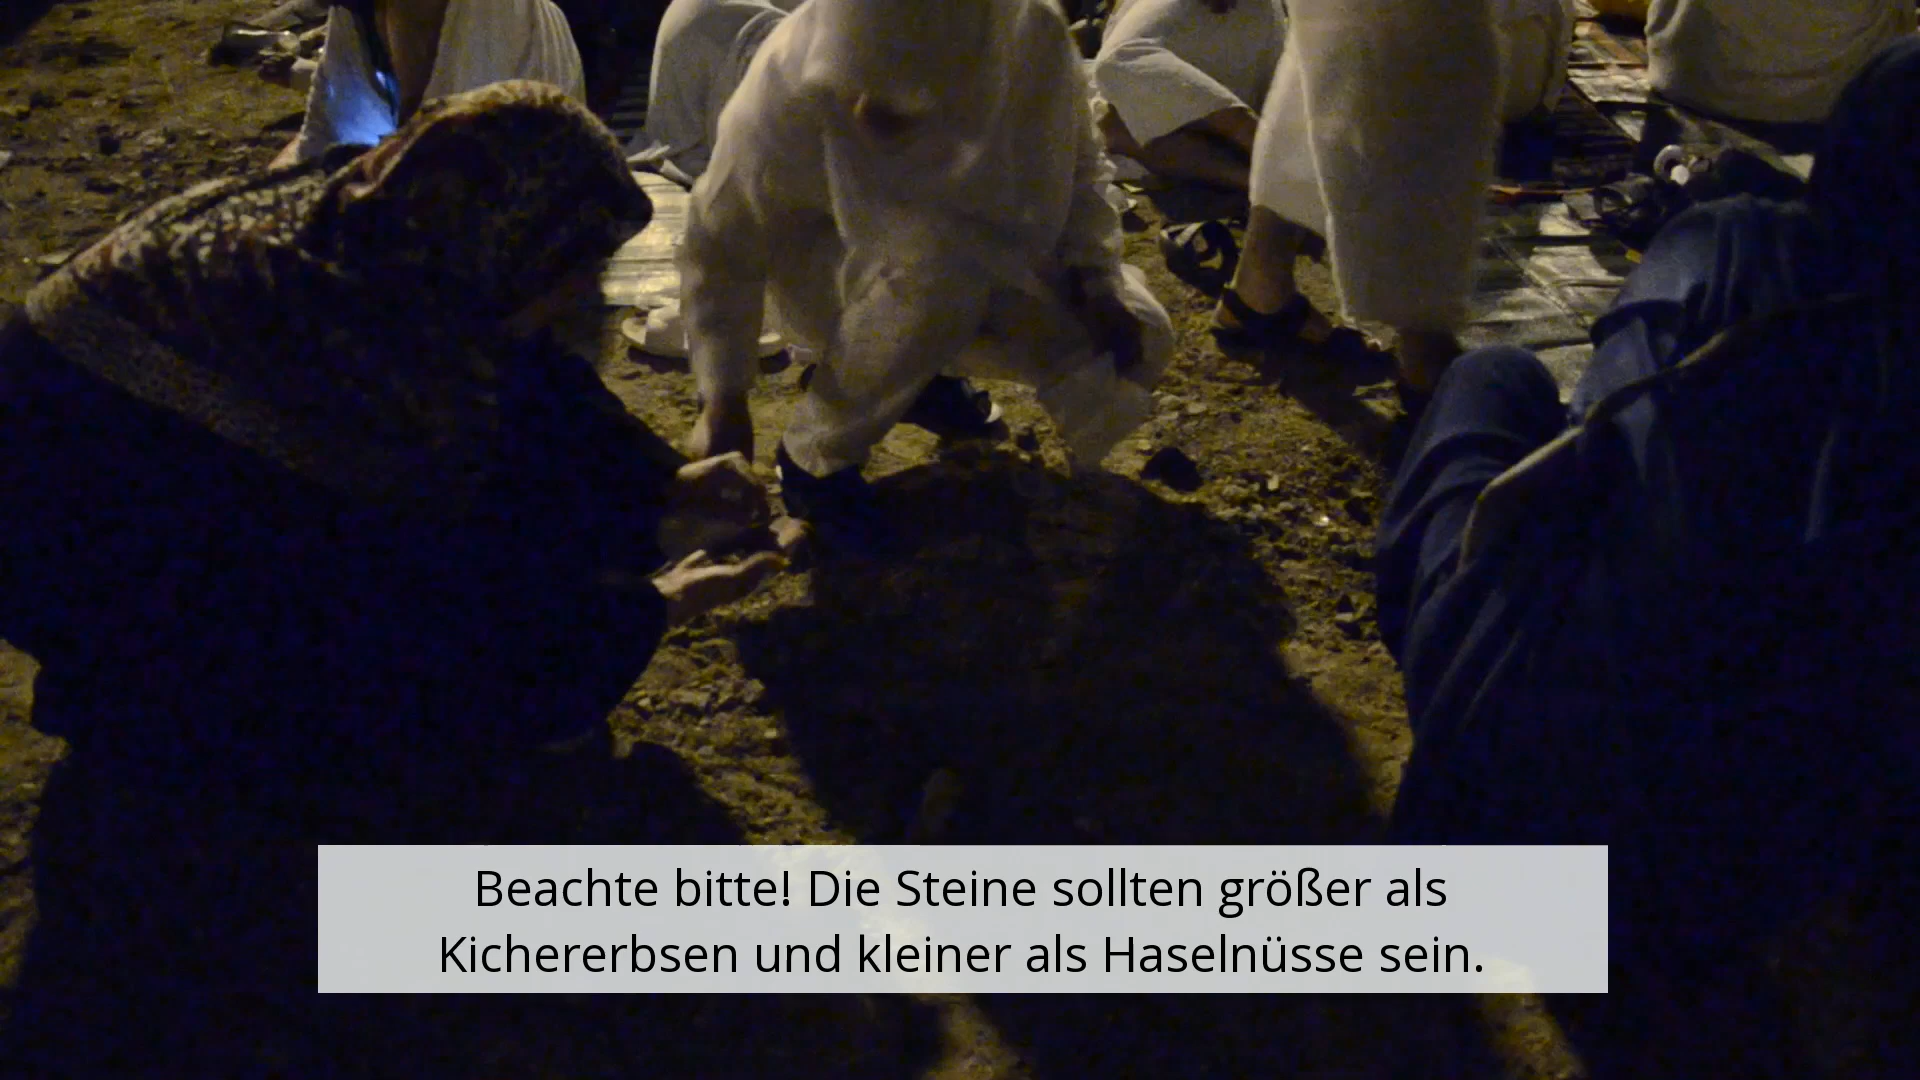 Beachte bitte! Die Steine sollten größer als
Kichererbsen und kleiner als Haselnüsse sein.